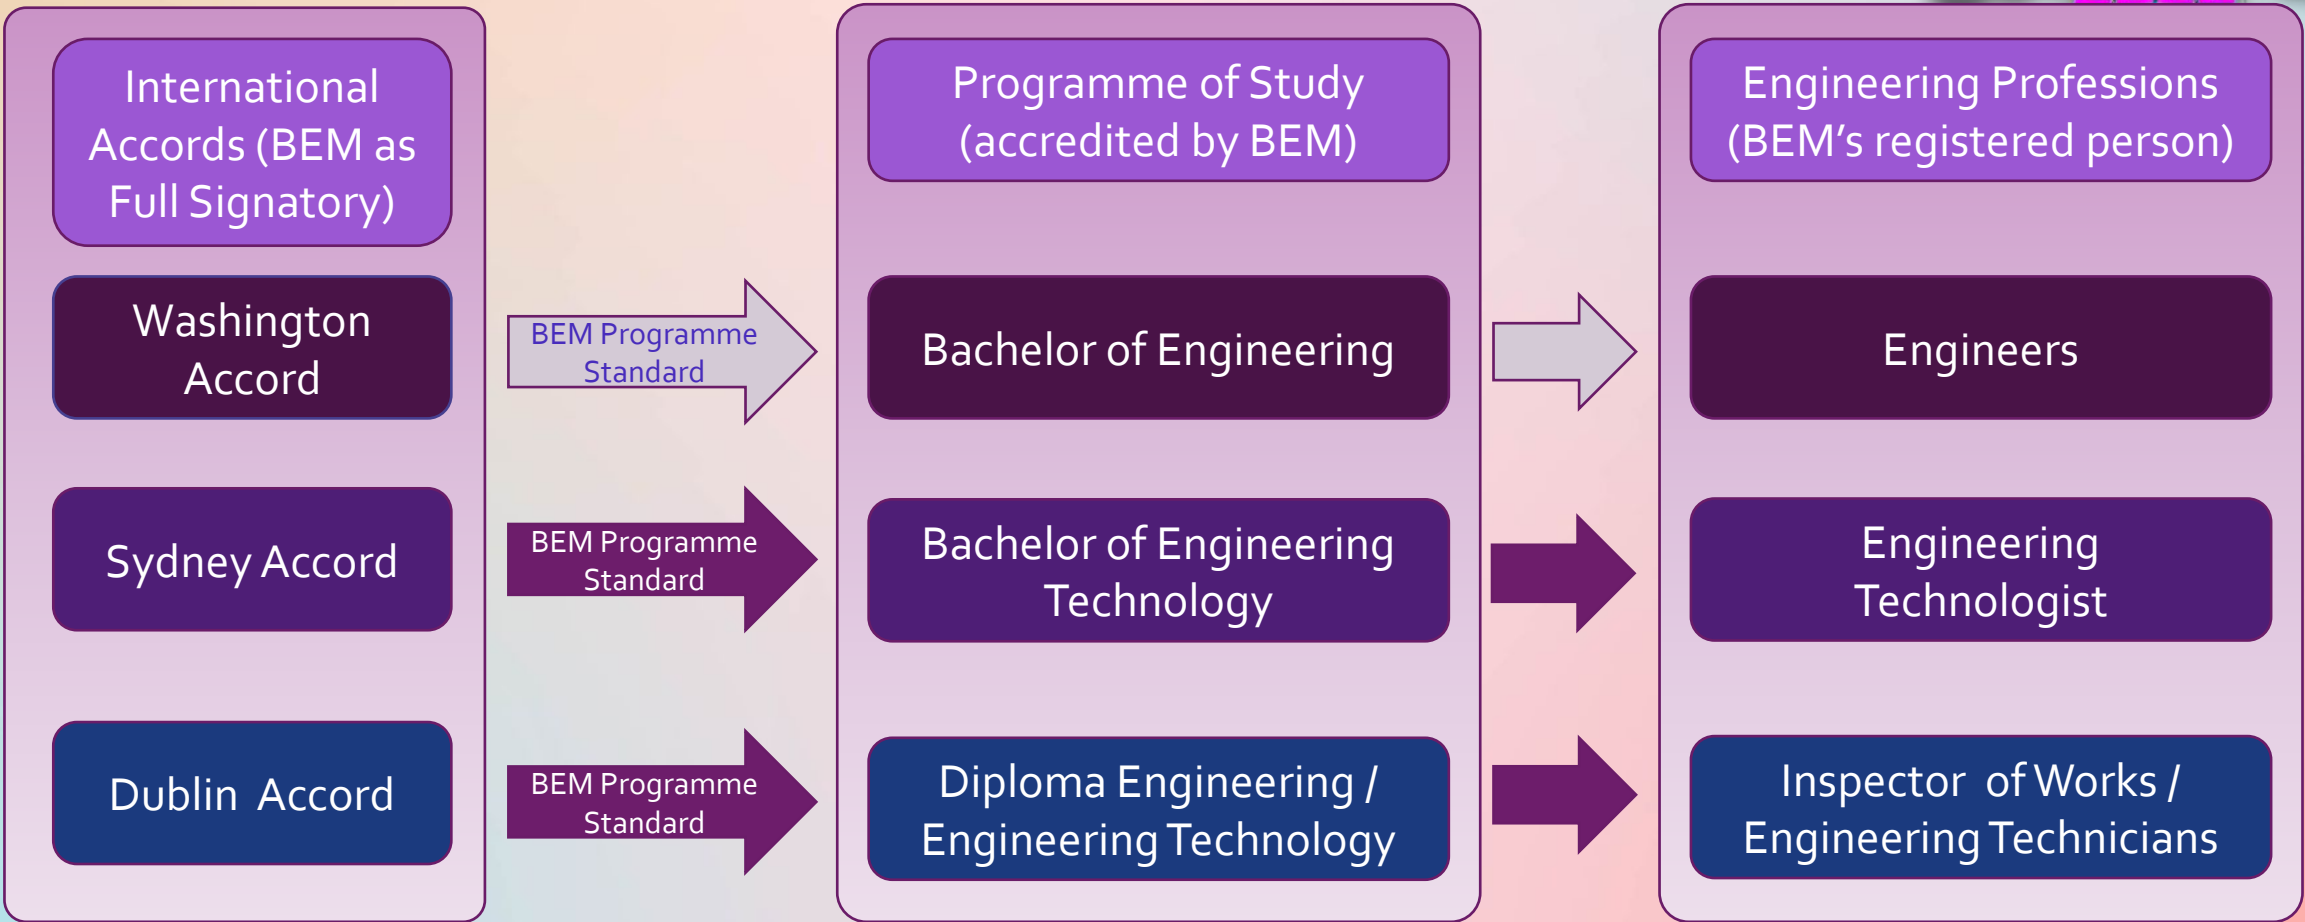 International
Accords (BEM as
Full Signatory)
Programme of Study
(accredited by BEM)
Engineering Professions
(BEM’s registered person)
Washington
Accord
BEM Programme
Standard
Bachelor of Engineering
Engineers
Sydney Accord
BEM Programme
Standard
Bachelor of Engineering
Technology
Engineering
Technologist
Dublin Accord
BEM Programme
Standard
Diploma Engineering /
Engineering Technology
Inspector of Works /
Engineering Technicians